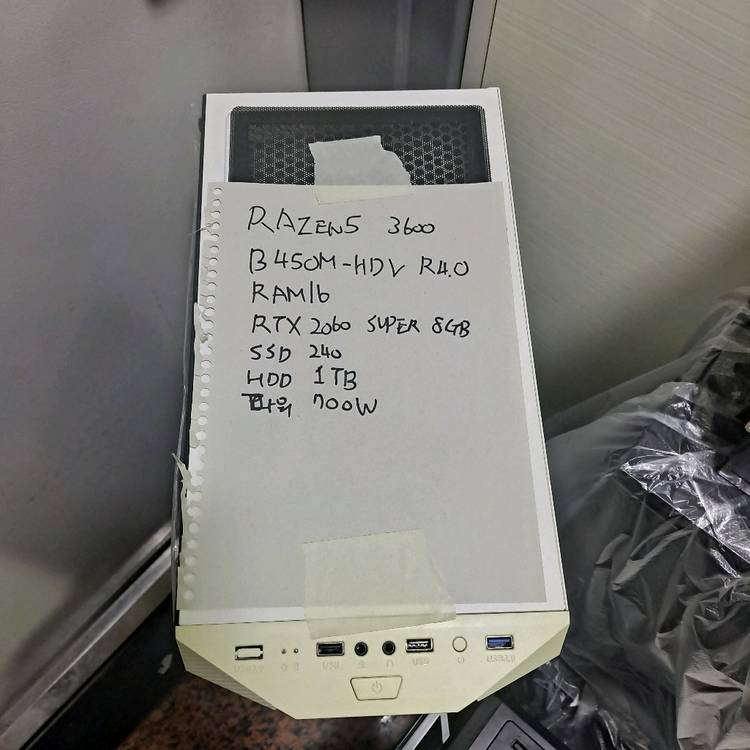 RAZEN5 3600
B450M-HDV R4.0
RAM16
RTX 2060 SUPER 8GB
SSD 240
HDD 1TB
파워 700W